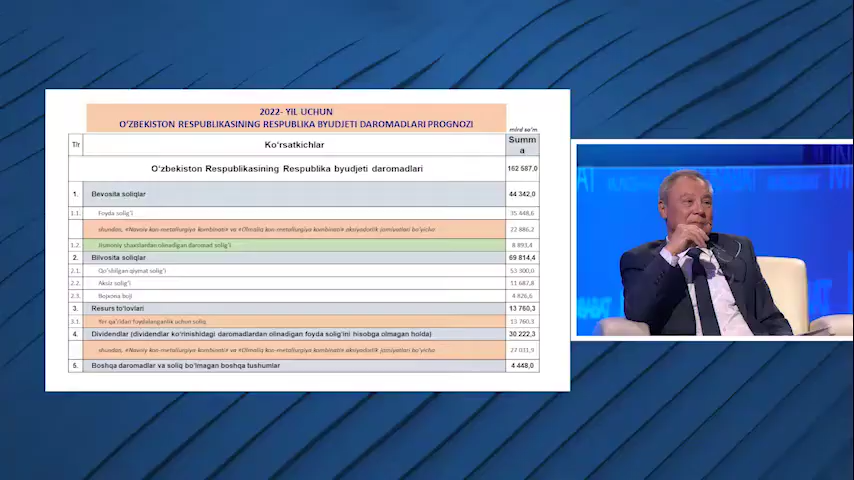 2022- YIL UCHUN
O'ZBEKISTON RESPUBLIKASINING RESPUBLIKA BYUDJETI DAROMADLARI PROGNOZI
mlrd so'm
T/r Ko'rsatkichlar Summa
O'zbekiston Respublikasining Respublika byudjeti daromadlari 162 587,0
1. Bevosita soliqlar 44 342,0
1.1. Foyda solig'i 35 448,6
shundan, «Navoiy kon-metallurgiya kombinati» va «Olmaliq kon-metallurgiya kombinati» aksiyadorlik jamiyatlari bo'yicha 22 886,2
1.2. Jismoniy shaxslardan olinadigan daromad solig'i 8 893,4
2. Bilvosita soliqlar 69 814,4
2.1. Qo'shilgan qiymat solig'i 53 300,0
2.2. Aksiz solig'i 11 687,8
2.3. Bojxona boji 4 826,6
3. Resurs to'lovlari 13 760,3
3.1. Yer qa'ridan foydalanganlik uchun soliq 13 760,3
4. Dividendlar (dividendlar ko'rinishidagi daromadlardan olinadigan foyda solig'ini hisobga olmagan holda) 30 222,3
shundan, «Navoiy kon-metallurgiya kombinati» va «Olmaliq kon-metallurgiya kombinati» aksiyadorlik jamiyatlari bo'yicha 27 031,9
5. Boshqa daromadlar va soliq bo'lmagan boshqa tushumlar 4 448,0